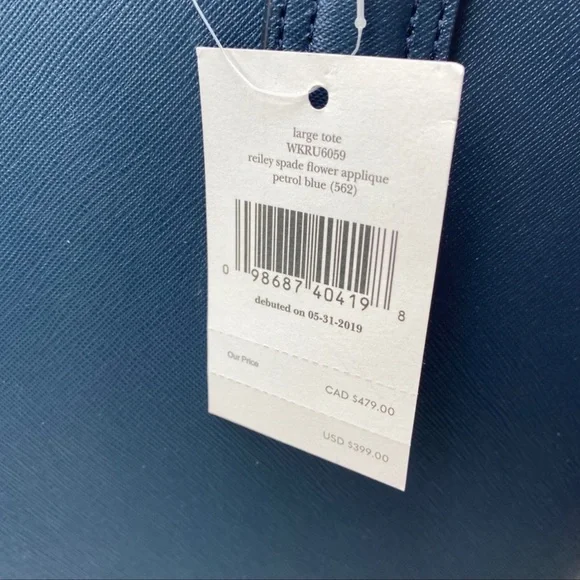 large tote
WKRU6059
reiley spade flower applique
petrol blue (562)
0 98687 40419 8
debuted on 05-31-2019
Our Price
CAD $479.00
USD $399.00